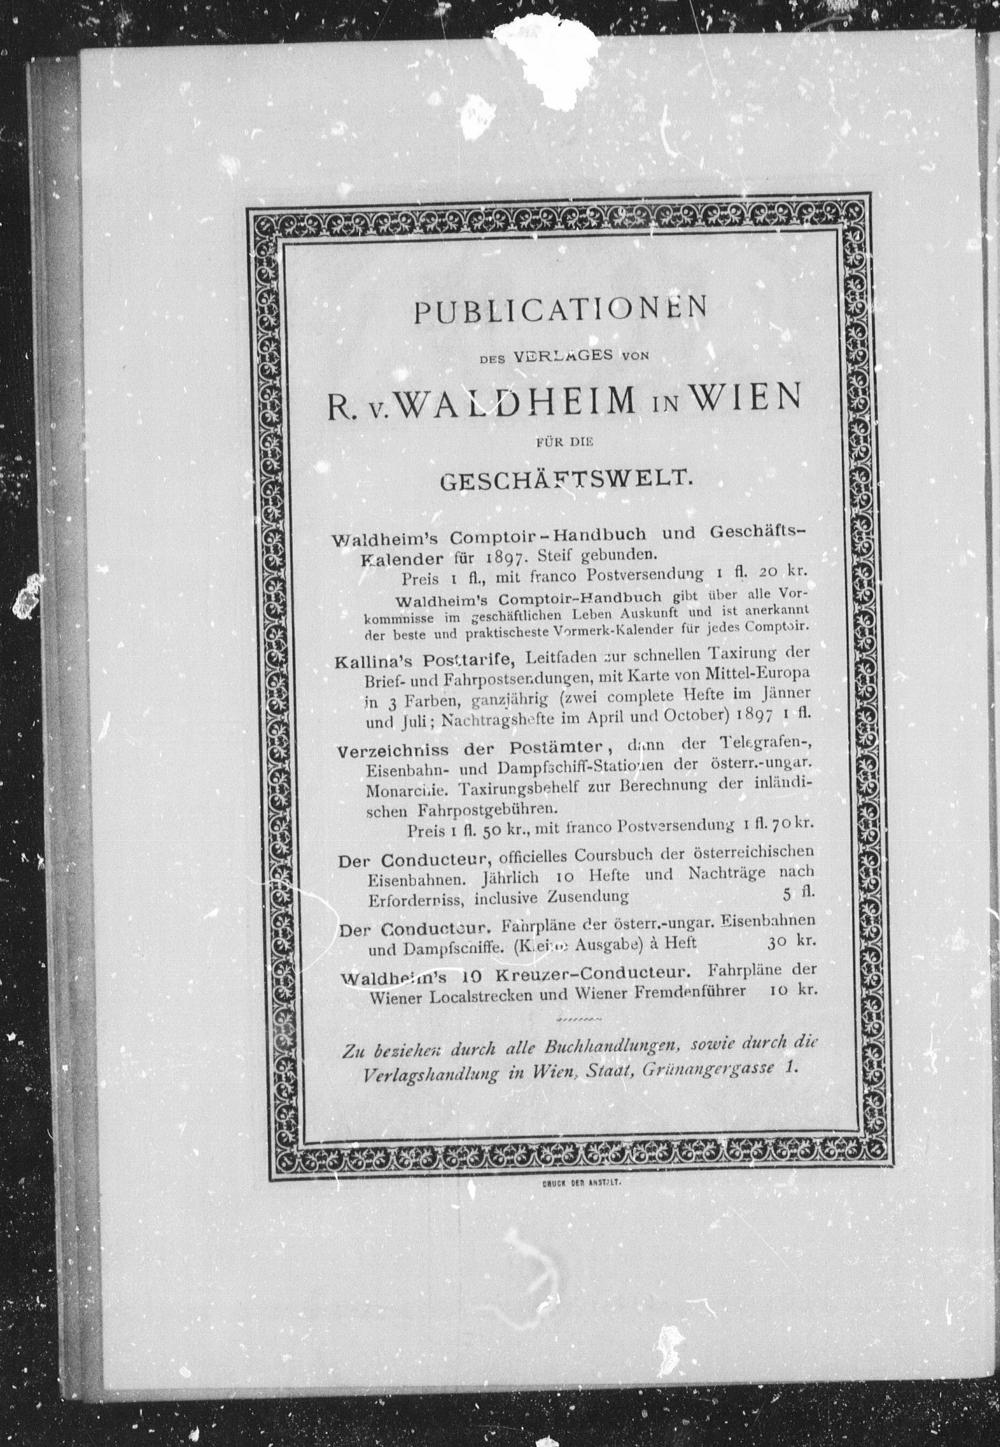 PUBLICATIONEN
DES VERLAGES VON
R. v. WALDHEIM IN WIEN
FÜR DIE
GESCHÄFTSWELT.
Waldheim's Comptoir-Handbuch und Geschäfts-
Kalender für 1897. Steif gebunden.
Preis 1 fl., mit franco Postversendung 1 fl. 20 kr.
Waldheim's Comptoir-Handbuch gibt über alle Vor-
kommnisse im geschäftlichen Leben Auskunft und ist anerkannt
der beste und praktischeste Vormerk-Kalender für jedes Comptoir.
Kallina's Posttarife, Leitfaden zur schnellen Taxirung der
Brief- und Fahrpostsendungen, mit Karte von Mittel-Europa
in 3 Farben, ganzjährig (zwei complete Hefte im Jänner
und Juli; Nachtragshefte im April und October) 1897 1 fl.
Verzeichniss der Postämter, dann der Telegrafen-,
Eisenbahn- und Dampfschiff-Stationen der österr.-ungar.
Monarchie. Taxirungsbehelf zur Berechnung der inländi-
schen Fahrpostgebühren.
Preis 1 fl. 50 kr., mit franco Postversendung 1 fl. 70 kr.
Der Conducteur, officielles Coursbuch der österreichischen
Eisenbahnen. Jährlich 10 Hefte und Nachträge nach
Erforderniss, inclusive Zusendung 5 fl.
Der Conducteur. Fahrpläne der österr.-ungar. Eisenbahnen
und Dampfschiffe. (Kleine Ausgabe) à Heft 30 kr.
Waldheim's 10 Kreuzer-Conducteur. Fahrpläne der
Wiener Localstrecken und Wiener Fremdenführer 10 kr.
Zu beziehen durch alle Buchhandlungen, sowie durch die
Verlagshandlung in Wien, Stadt, Grünangergasse 1.
DRUCK DER ANSTALT.